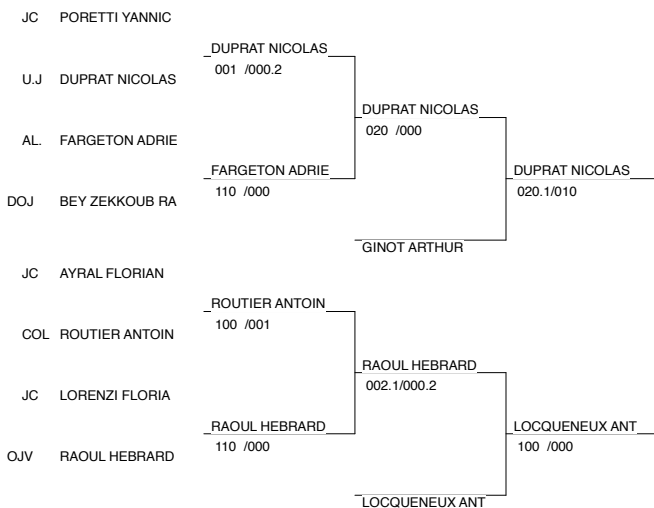 JC PORETTI YANNIC
DUPRAT NICOLAS
001 /000.2
U.J DUPRAT NICOLAS
DUPRAT NICOLAS
020 /000
AL. FARGETON ADRIE
FARGETON ADRIE
110 /000
DUPRAT NICOLAS
020.1/010
DOJ BEY ZEKKOUB RA
GINOT ARTHUR
JC AYRAL FLORIAN
ROUTIER ANTOIN
100 /001
COL ROUTIER ANTOIN
RAOUL HEBRARD
002.1/000.2
JC LORENZI FLORIA
RAOUL HEBRARD
110 /000
LOCQUENEUX ANT
100 /000
OJV RAOUL HEBRARD
LOCQUENEUX ANT